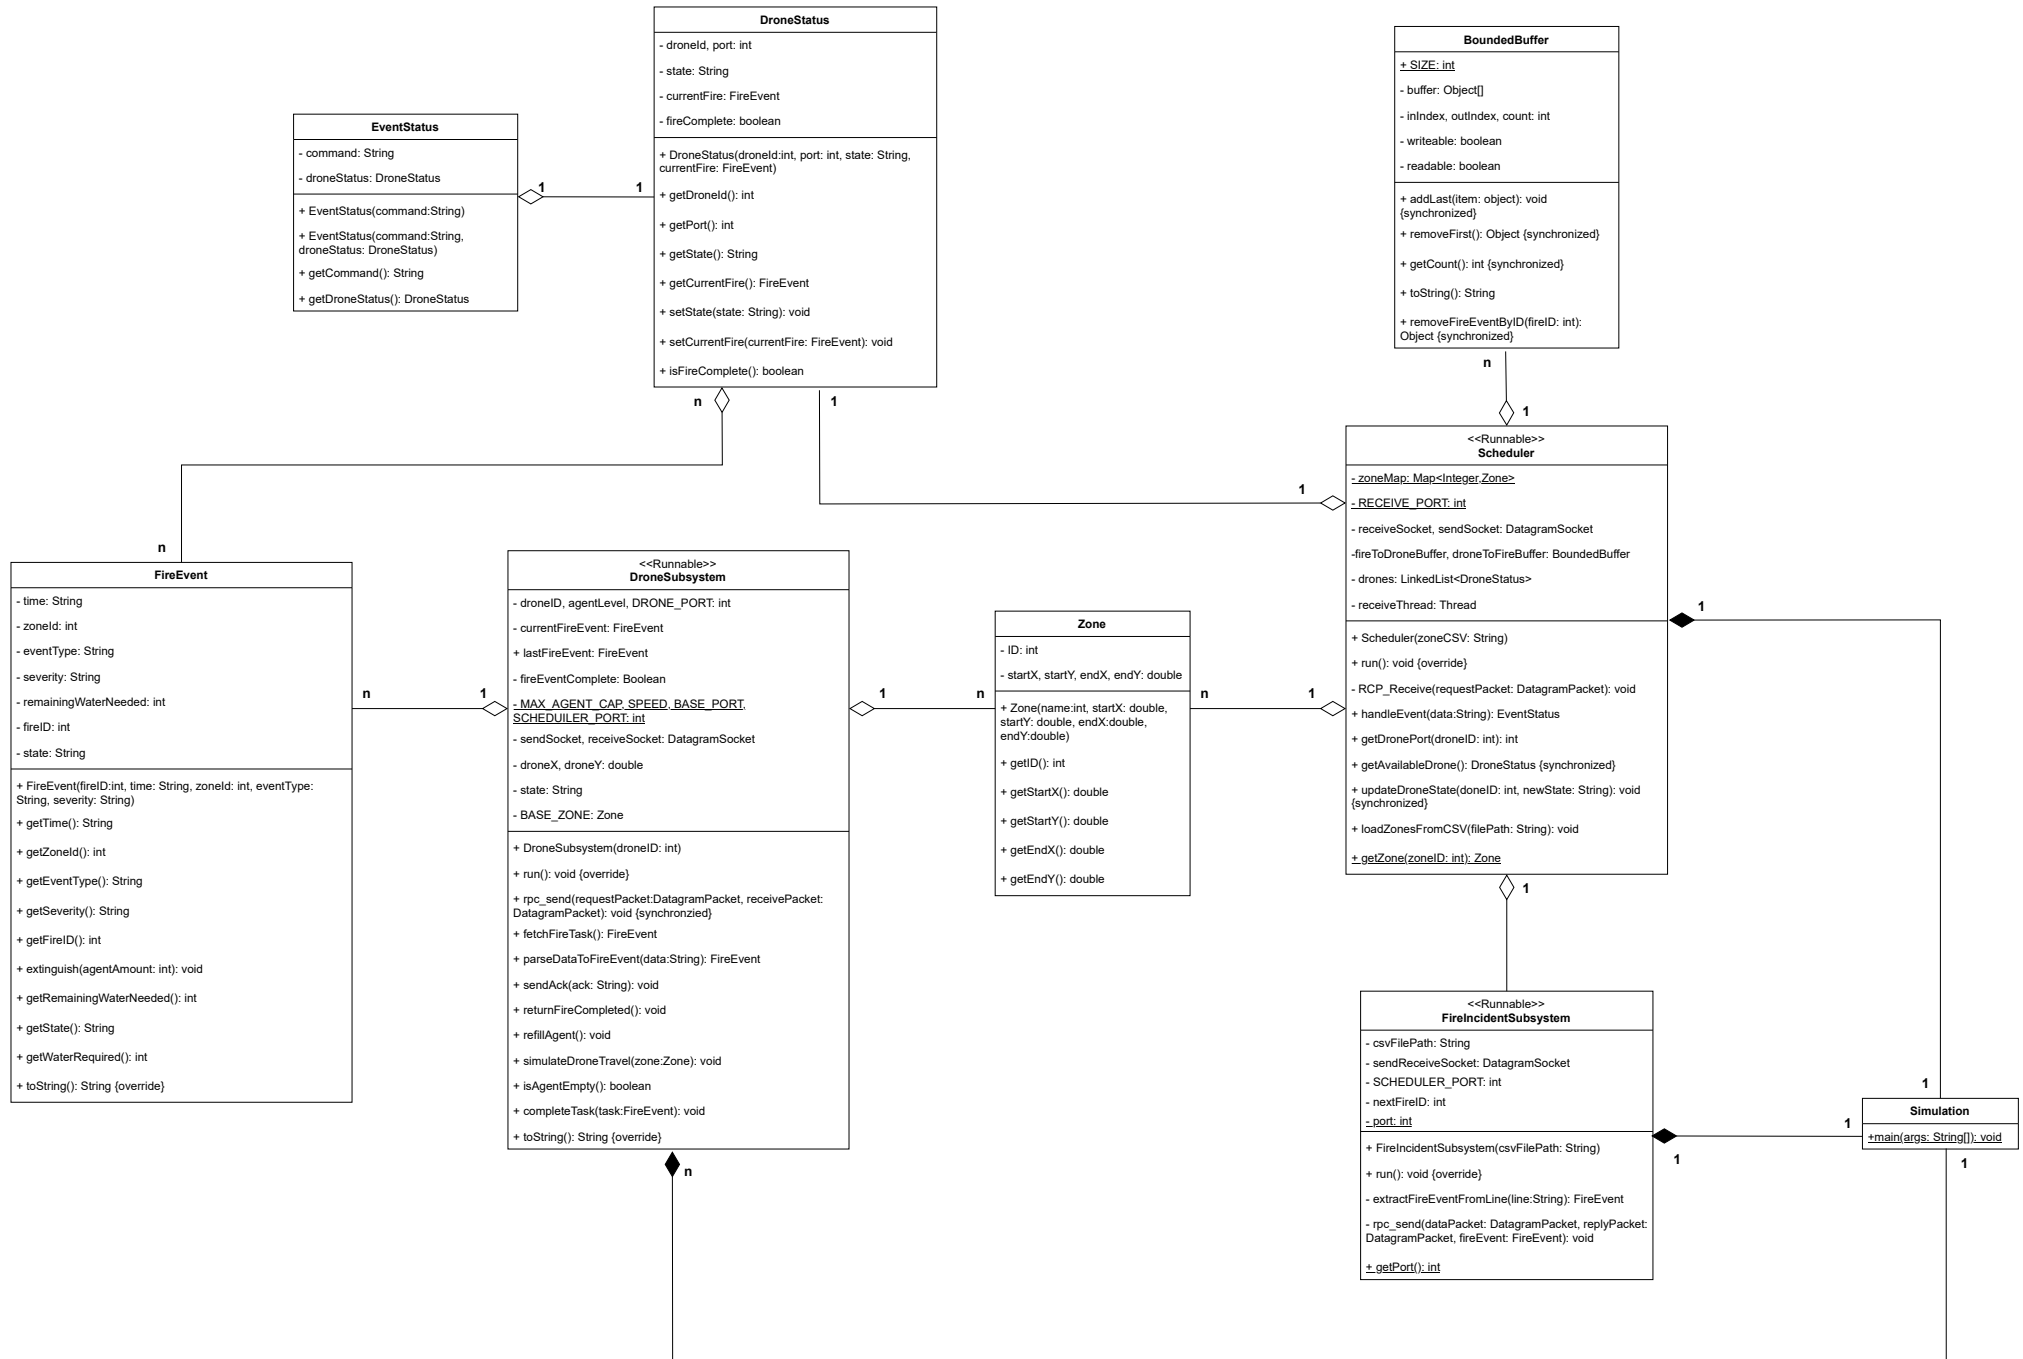 DroneStatus
- droneId, port: int
- state: String
- currentFire: FireEvent
- fireComplete: boolean
+ DroneStatus(droneId:int, port: int, state: String,
currentFire: FireEvent)
+ getDroneId(): int
+ getPort(): int
+ getState(): String
+ getCurrentFire(): FireEvent
+ setState(state: String): void
+ setCurrentFire(currentFire: FireEvent): void
+ isFireComplete(): boolean
n
1
BoundedBuffer
+ SIZE: int
- buffer: Object[]
- inIndex, outIndex, count: int
- writeable: boolean
- readable: boolean
+ addLast(item: object): void
{synchronized}
+ removeFirst(): Object {synchronized}
+ getCount(): int {synchronized}
+ toString(): String
+ removeFireEventByID(fireID: int):
Object {synchronized}
n
1
EventStatus
- command: String
- droneStatus: DroneStatus
+ EventStatus(command:String)
+ EventStatus(command:String,
droneStatus: DroneStatus)
+ getCommand(): String
+ getDroneStatus(): DroneStatus
1
1
<<Runnable>>
Scheduler
- zoneMap: Map<Integer,Zone>
- RECEIVE_PORT: int
- receiveSocket, sendSocket: DatagramSocket
-fireToDroneBuffer, droneToFireBuffer: BoundedBuffer
- drones: LinkedList<DroneStatus>
- receiveThread: Thread
+ Scheduler(zoneCSV: String)
+ run(): void {override}
- RCP_Receive(requestPacket: DatagramPacket): void
+ handleEvent(data:String): EventStatus
+ getDronePort(droneID: int): int
+ getAvailableDrone(): DroneStatus {synchronized}
+ updateDroneState(doneID: int, newState: String): void
{synchronized}
+ loadZonesFromCSV(filePath: String): void
+ getZone(zoneID: int): Zone
1
1
1
1
n
FireEvent
- time: String
- zoneId: int
- eventType: String
- severity: String
- remainingWaterNeeded: int
- fireID: int
- state: String
+ FireEvent(fireID:int, time: String, zoneId: int, eventType:
String, severity: String)
+ getTime(): String
+ getZoneId(): int
+ getEventType(): String
+ getSeverity(): String
+ getFireID(): int
+ extinguish(agentAmount: int): void
+ getRemainingWaterNeeded(): int
+ getState(): String
+ getWaterRequired(): int
+ toString(): String {override}
n
1
<<Runnable>>
DroneSubsystem
- droneID, agentLevel, DRONE_PORT: int
- currentFireEvent: FireEvent
+ lastFireEvent: FireEvent
- fireEventComplete: Boolean
- MAX_AGENT_CAP, SPEED, BASE_PORT,
SCHEDUILER_PORT: int
- sendSocket, receiveSocket: DatagramSocket
- droneX, droneY: double
- state: String
- BASE_ZONE: Zone
+ DroneSubsystem(droneID: int)
+ run(): void {override}
+ rpc_send(requestPacket:DatagramPacket, receivePacket:
DatagramPacket): void {synchronzied}
+ fetchFireTask(): FireEvent
+ parseDataToFireEvent(data:String): FireEvent
+ sendAck(ack: String): void
+ returnFireCompleted(): void
+ refillAgent(): void
+ simulateDroneTravel(zone:Zone): void
+ isAgentEmpty(): boolean
+ completeTask(task:FireEvent): void
+ toString(): String {override}
n
1
n
Zone
- ID: int
- startX, startY, endX, endY: double
+ Zone(name:int, startX: double,
startY: double, endX:double,
endY:double)
+ getID(): int
+ getStartX(): double
+ getStartY(): double
+ getEndX(): double
+ getEndY(): double
n
<<Runnable>>
FireIncidentSubsystem
- csvFilePath: String
- sendReceiveSocket: DatagramSocket
- SCHEDULER_PORT: int
- nextFireID: int
- port: int
+ FireIncidentSubsystem(csvFilePath: String)
+ run(): void {override}
- extractFireEventFromLine(line:String): FireEvent
- rpc_send(dataPacket: DatagramPacket, replyPacket:
DatagramPacket, fireEvent: FireEvent): void
+ getPort(): int
1
1
1
Simulation
+main(args: String[]): void
1